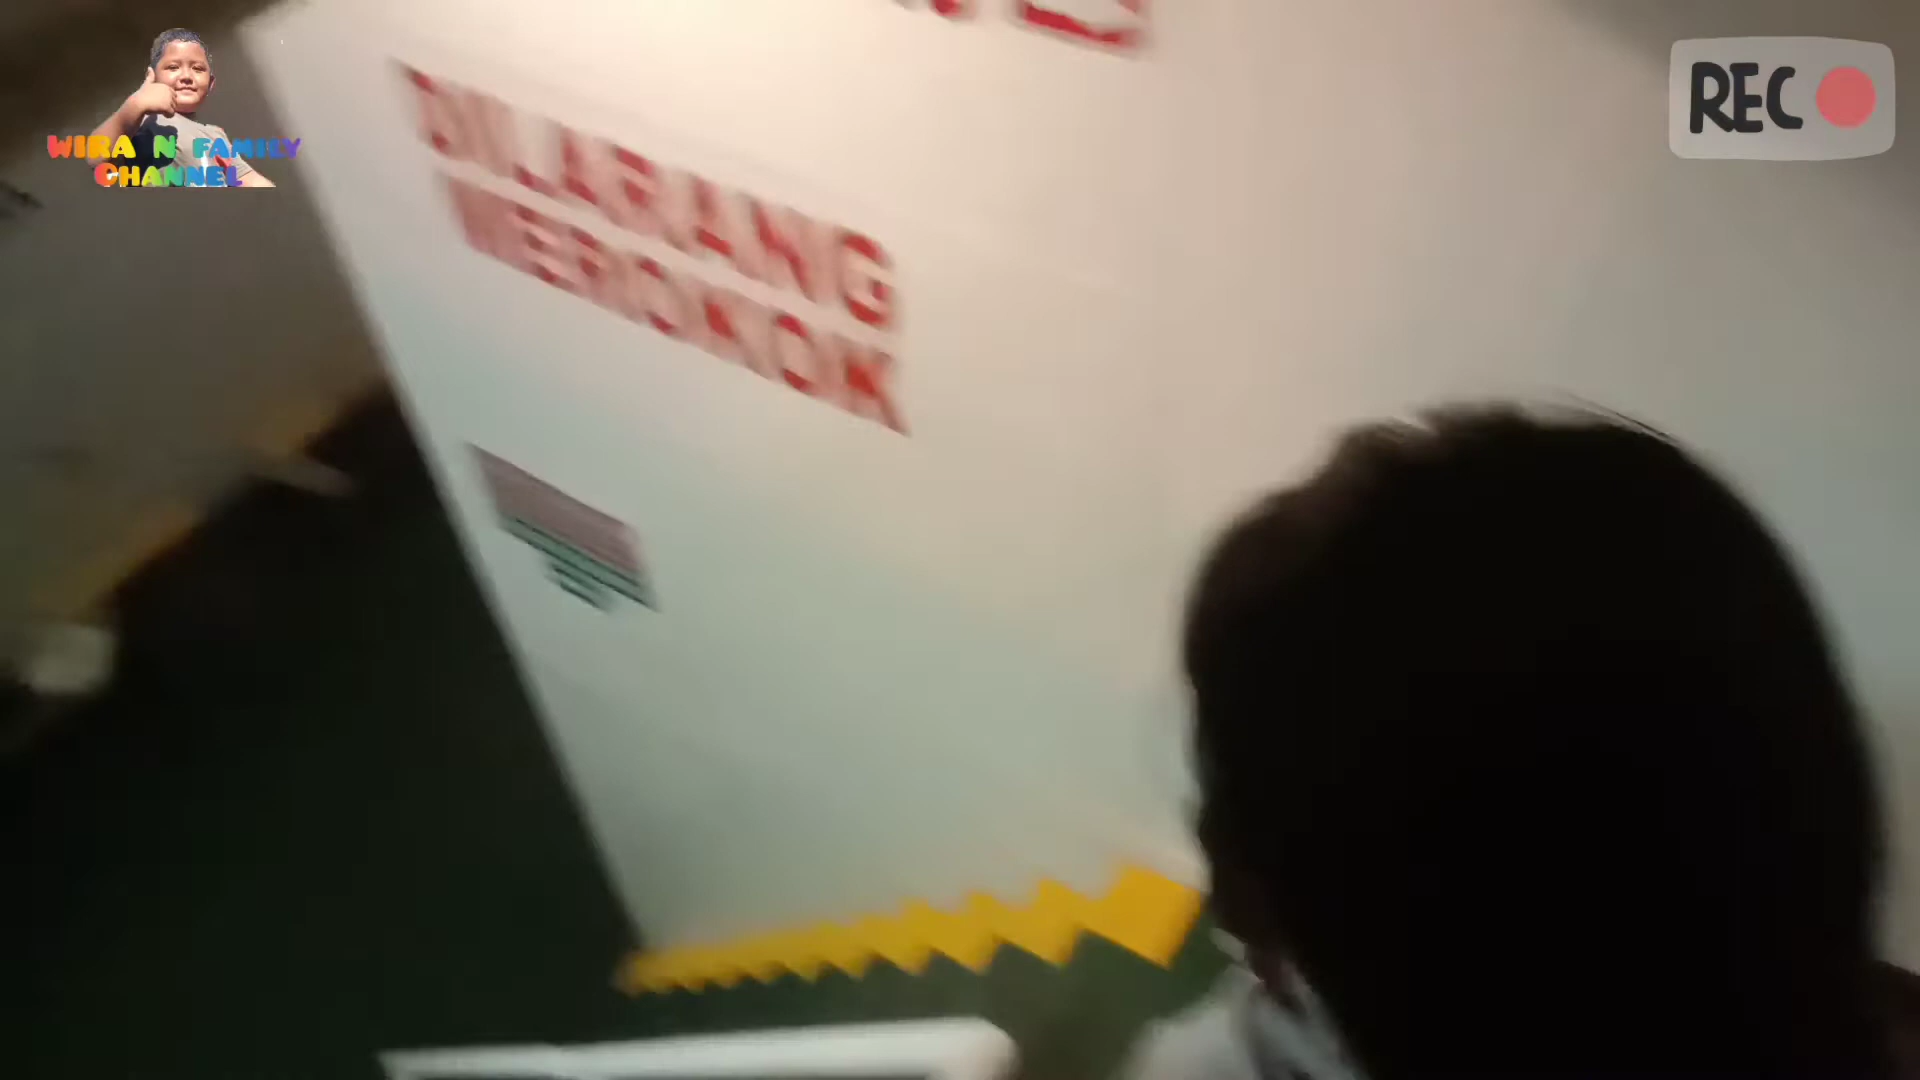 WIRA N FAMILY
CHANNEL
REC
DILARANG
MEROKOK